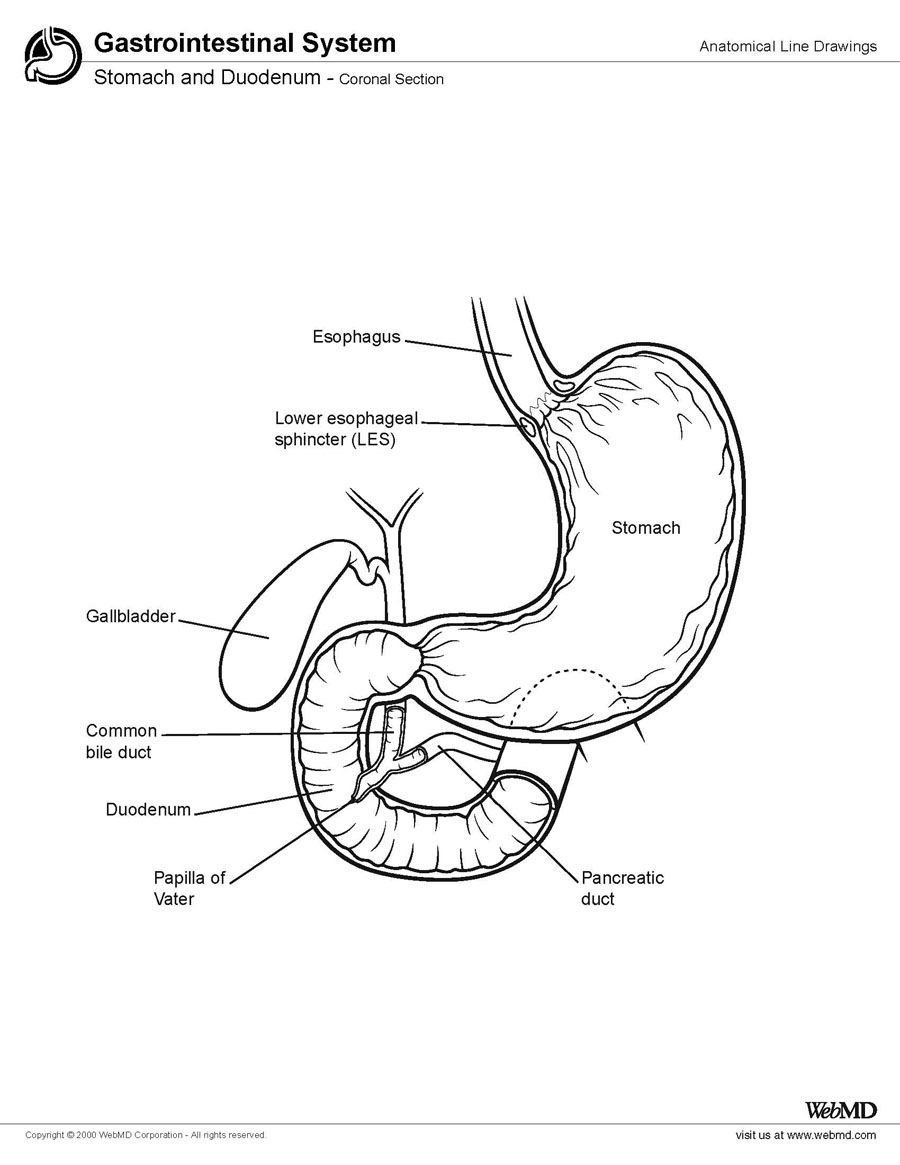 Gastrointestinal System
Anatomical Line Drawings
Stomach and Duodenum - Coronal Section
Esophagus
Lower esophageal
sphincter (LES)
Stomach
Gallbladder
Common
bile duct
Duodenum
Papilla of
Vater
Pancreatic
duct
WebMD
Copyright © 2000 WebMD Corporation - All rights reserved.
visit us at www.webmd.com